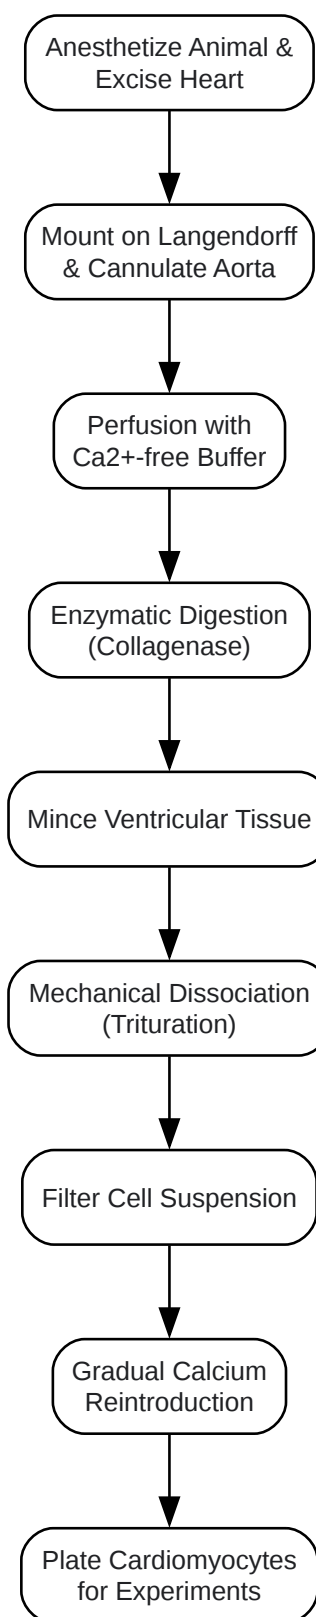 Anesthetize Animal &
Excise Heart
Mount on Langendorff
& Cannulate Aorta
Perfusion with
Ca2+-free Buffer
Enzymatic Digestion
(Collagenase)
Mince Ventricular Tissue
Mechanical Dissociation
(Trituration)
Filter Cell Suspension
Gradual Calcium
Reintroduction
Plate Cardiomyocytes
for Experiments